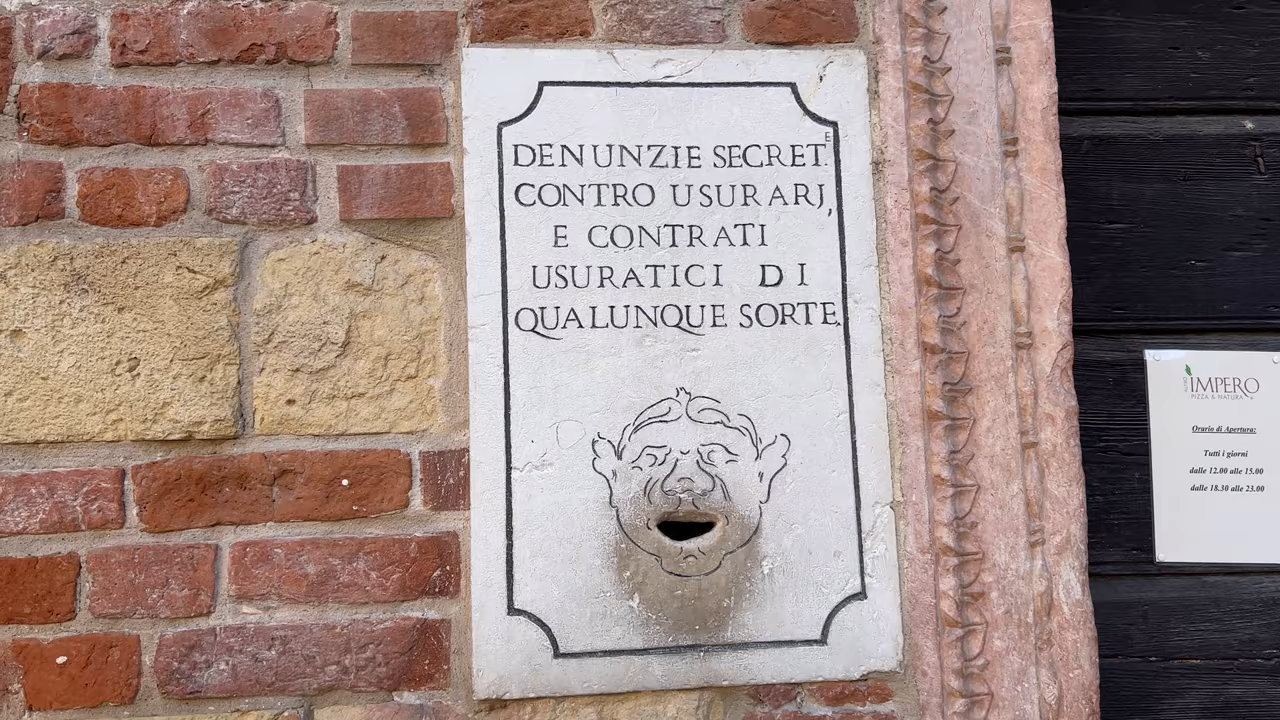 DENUNZIE SECRETE
CONTRO USURARJ,
E CONTRATI
USURATICI DI
QUALUNQUE SORTE.
ALTRO
IMPERO
PIZZA & NATURA
Orario di Apertura:
Tutti i giorni
dalle 12.00 alle 15.00
dalle 18.30 alle 23.00